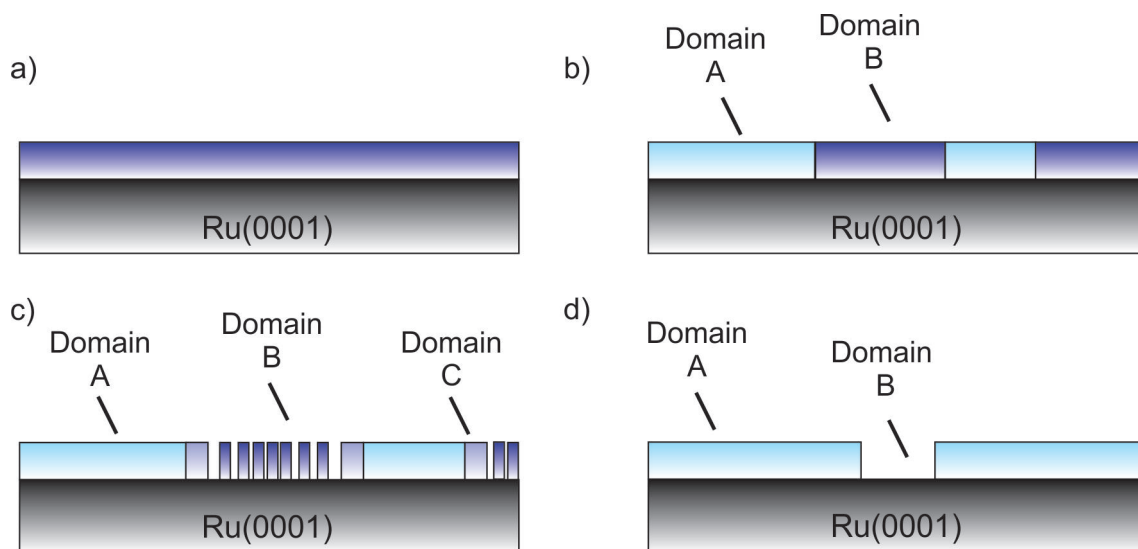 a)
Ru(0001)
b)
Domain
A
Domain
B
Ru(0001)
c)
Domain
A
Domain
B
Domain
C
Ru(0001)
d)
Domain
A
Domain
B
Ru(0001)